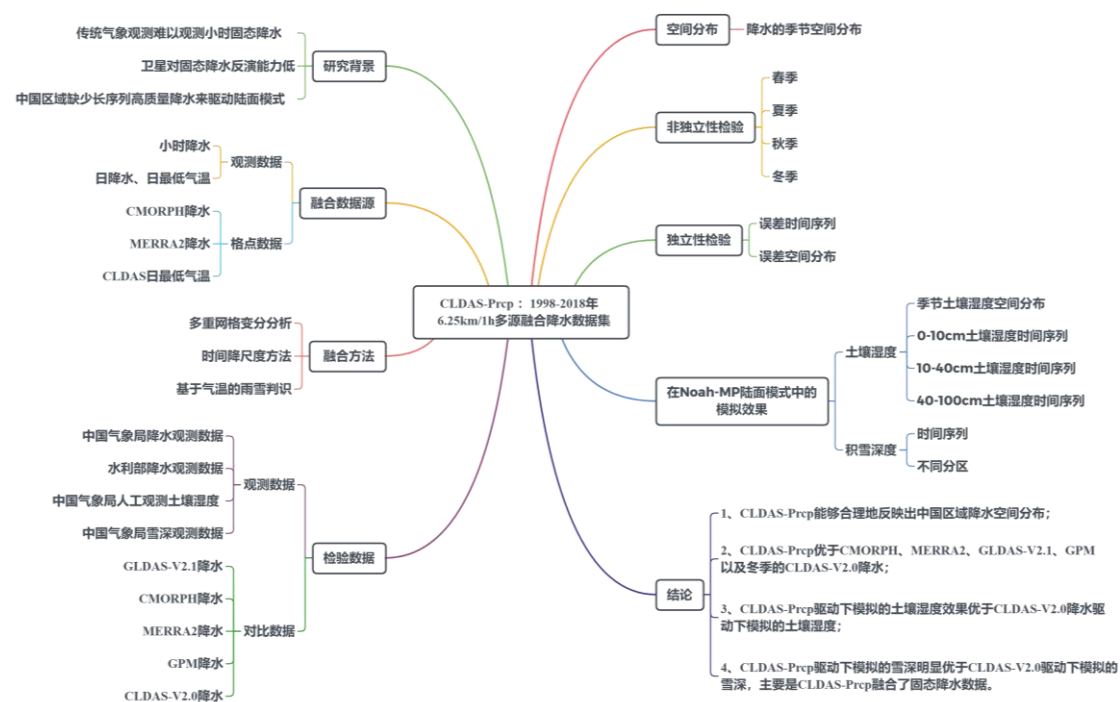 CLDAS-Prcp ：1998-2018年
6.25km/1h多源融合降水数据集
研究背景
传统气象观测难以观测小时固态降水
卫星对固态降水反演能力低
中国区域缺少长序列高质量降水来驱动陆面模式
融合数据源
观测数据
小时降水
日降水、日最低气温
格点数据
CMORPH降水
MERRA2降水
CLDAS日最低气温
融合方法
多重网格变分分析
时间降尺度方法
基于气温的雨雪判识
检验数据
观测数据
中国气象局降水观测数据
水利部降水观测数据
中国气象局人工观测土壤湿度
中国气象局雪深观测数据
对比数据
GLDAS-V2.1降水
CMORPH降水
MERRA2降水
GPM降水
CLDAS-V2.0降水
空间分布
降水的季节空间分布
非独立性检验
春季
夏季
秋季
冬季
独立性检验
误差时间序列
误差空间分布
在Noah-MP陆面模式中的
模拟效果
土壤湿度
季节土壤湿度空间分布
0-10cm土壤湿度时间序列
10-40cm土壤湿度时间序列
40-100cm土壤湿度时间序列
积雪深度
时间序列
不同分区
结论
1、CLDAS-Prcp能够合理地反映出中国区域降水空间分布；
2、CLDAS-Prcp优于CMORPH、MERRA2、GLDAS-V2.1、GPM
以及冬季的CLDAS-V2.0降水；
3、CLDAS-Prcp驱动下模拟的土壤湿度效果优于CLDAS-V2.0降水驱
动下模拟的土壤湿度；
4、CLDAS-Prcp驱动下模拟的雪深明显优于CLDAS-V2.0驱动下模拟的
雪深，主要是CLDAS-Prcp融合了固态降水数据。